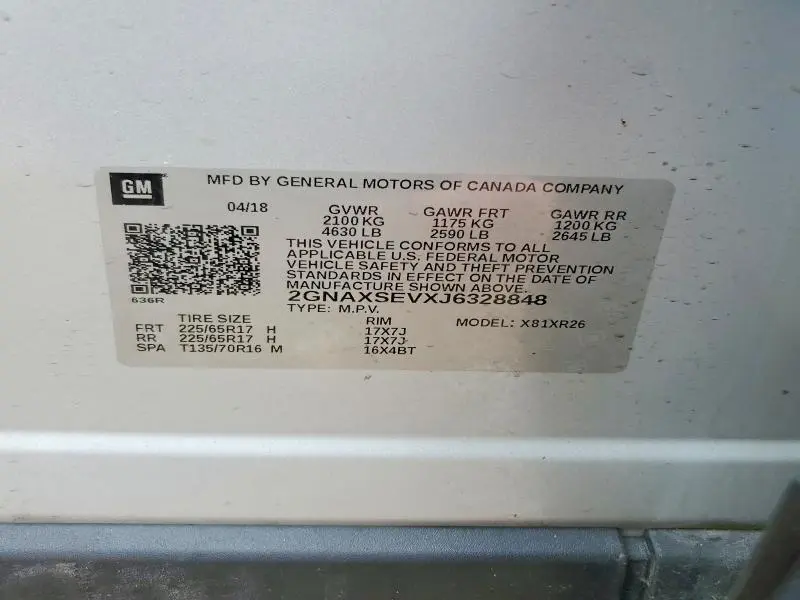 GM
MFD BY GENERAL MOTORS OF CANADA COMPANY
04/18 GVWR GAWR FRT GAWR RR
2100 KG 1175 KG 1200 KG
4630 LB 2590 LB 2645 LB
THIS VEHICLE CONFORMS TO ALL
APPLICABLE U.S. FEDERAL MOTOR
VEHICLE SAFETY AND THEFT PREVENTION
STANDARDS IN EFFECT ON THE DATE OF
MANUFACTURE SHOWN ABOVE.
636R 2GNAXSEVXJ6328848
TYPE: M.P.V. MODEL: X81XR26
TIRE SIZE RIM
FRT 225/65R17 H 17X7J
RR 225/65R17 H 17X7J
SPA T135/70R16 M 16X4BT